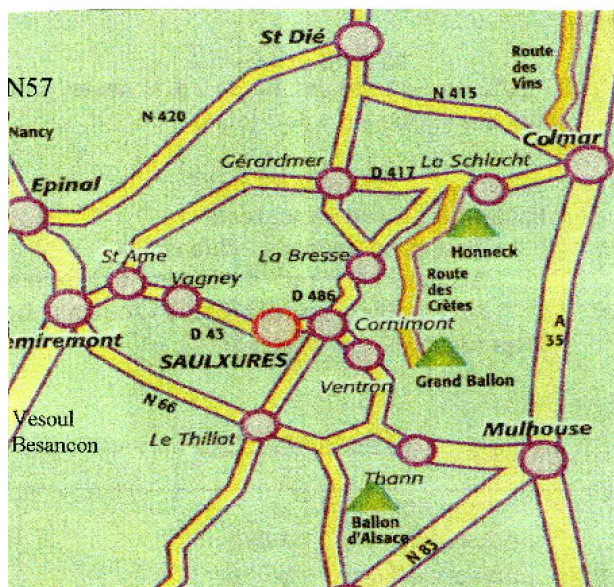 St Dié
Route
des
Vins
N57
N 415
N 420
Nancy
Colmar
Gérardmer
La Schlucht
D 417
Epinal
Honneck
St Ame
La Bresse
Vagney
Route
des
Crètes
D 486
emiremont
D 43
Cornimont
A
35
SAULXURES
Grand Ballon
Ventron
N 66
Vesoul
Besancon
Le Thillot
Mulhouse
Thann
Ballon
d'Alsace
N 83